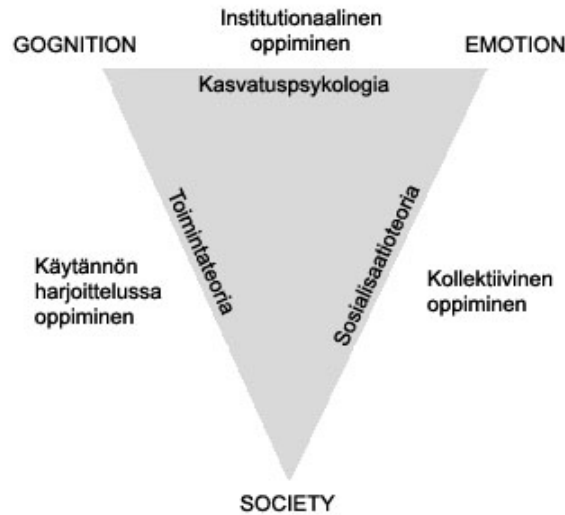 Institutionaalinen
oppiminen
GOGNITION
EMOTION
Kasvatuspsykologia
Toimintateoria
Sosialisaatioteoria
Käytännön
harjoittelussa
oppiminen
Kollektiivinen
oppiminen
SOCIETY